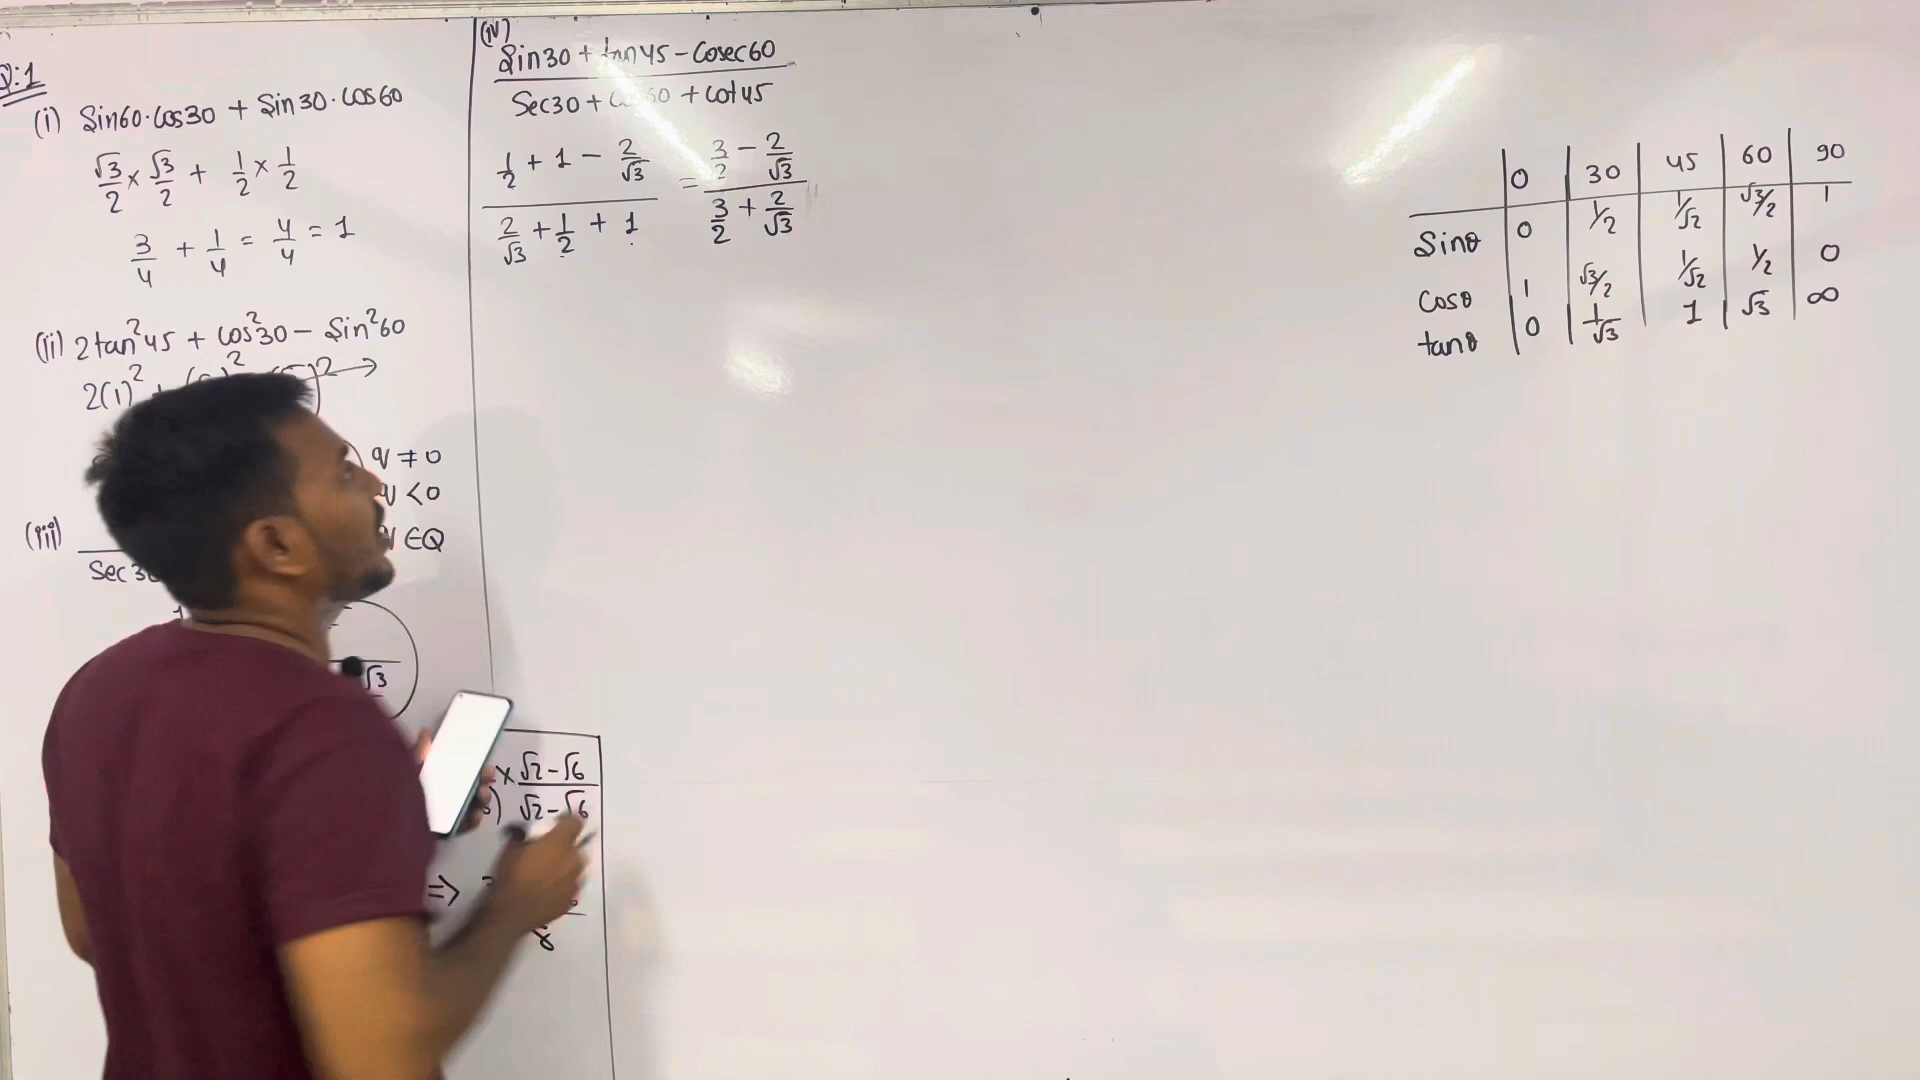 Q:1
(i) Sin60·Cos30 + Sin30·Cos60
√3/2 × √3/2 + 1/2 × 1/2
3/4 + 1/4 = 4/4 = 1
(ii) 2tan²45 + cos²30 − Sin²60
2(1)²
q ≠ 0
<0
∈Q
(iii)
Sec 3
√3
× √2−√6 / √2−√6
=>
8
(iv)
Sin30 + tan45 − Cosec60
Sec30 + + Cot45
1/2 + 1 − 2/√3 = 3/2 − 2/√3
2/√3 + 1/2 + 1 3/2 + 2/√3
0 30 45 60 90
Sinθ 0 1/2 1/√2 √3/2 1
Cosθ 1 √3/2 1/√2 1/2 0
tanθ 0 1/√3 1 √3 ∞